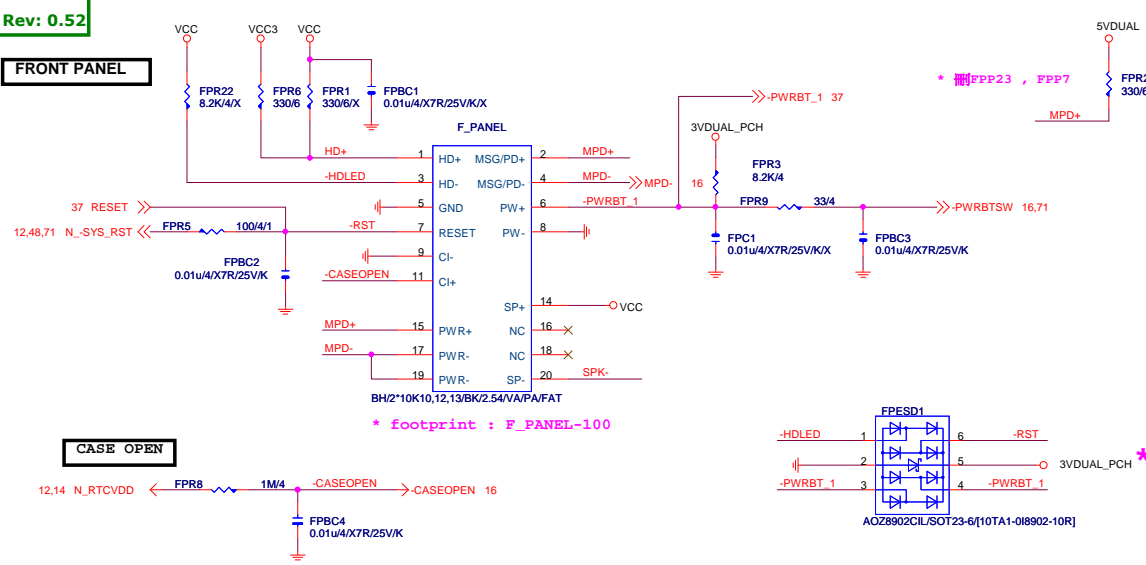 Rev: 0.52
FRONT PANEL
VCC
VCC3
VCC
5VDUAL
FPR22
8.2K/4/X
FPR6
330/6
FPR1
330/6/X
FPBC1
0.01u/4/X7R/25V/K/X
FPP23 , FPP7
330/6
MPD+
-PWRBT_1 37
F_PANEL
3VDUAL_PCH
HD+
-HDLED
1
3
5
7
9
11
15
17
19
HD+
HD-
GND
RESET
CI-
CI+
PWR+
PWR-
PWR-
MSG/PD+
MSG/PD-
PW+
PW-
SP+
NC
NC
SP-
2
4
6
8
14
16
18
20
MPD+
MPD-
MPD- 16
-PWRBT_1
FPR3
8.2K/4
FPR9
33/4
-PWRBTSW 16,71
FPC1
0.01u/4/X7R/25V/K/X
FPBC3
0.01u/4/X7R/25V/K
37 RESET
12,48,71 N_-SYS_RST
FPR5
100/4/1
-RST
FPBC2
0.01u/4/X7R/25V/K
-CASEOPEN
VCC
MPD+
MPD-
SPK-
BH/2*10K10,12,13/BK/2.54/VA/PA/FAT
* footprint : F_PANEL-100
CASE OPEN
12,14 N_RTCVDD
FPR8
1M/4
-CASEOPEN
-CASEOPEN 16
FPBC4
0.01u/4/X7R/25V/K
FPESD1
-HDLED
1
6
-RST
2
5
3VDUAL_PCH
*
-PWRBT_1
3
4
-PWRBT_1
AOZ8902CIL/SOT23-6/[10TA1-0I8902-10R]